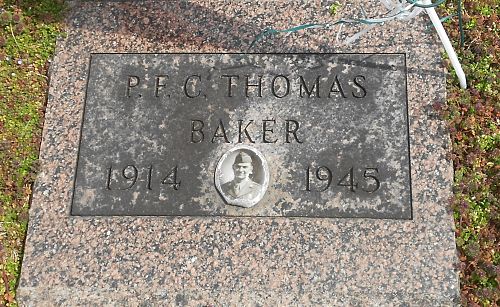 P.F.C. THOMAS
BAKER
1914 1945